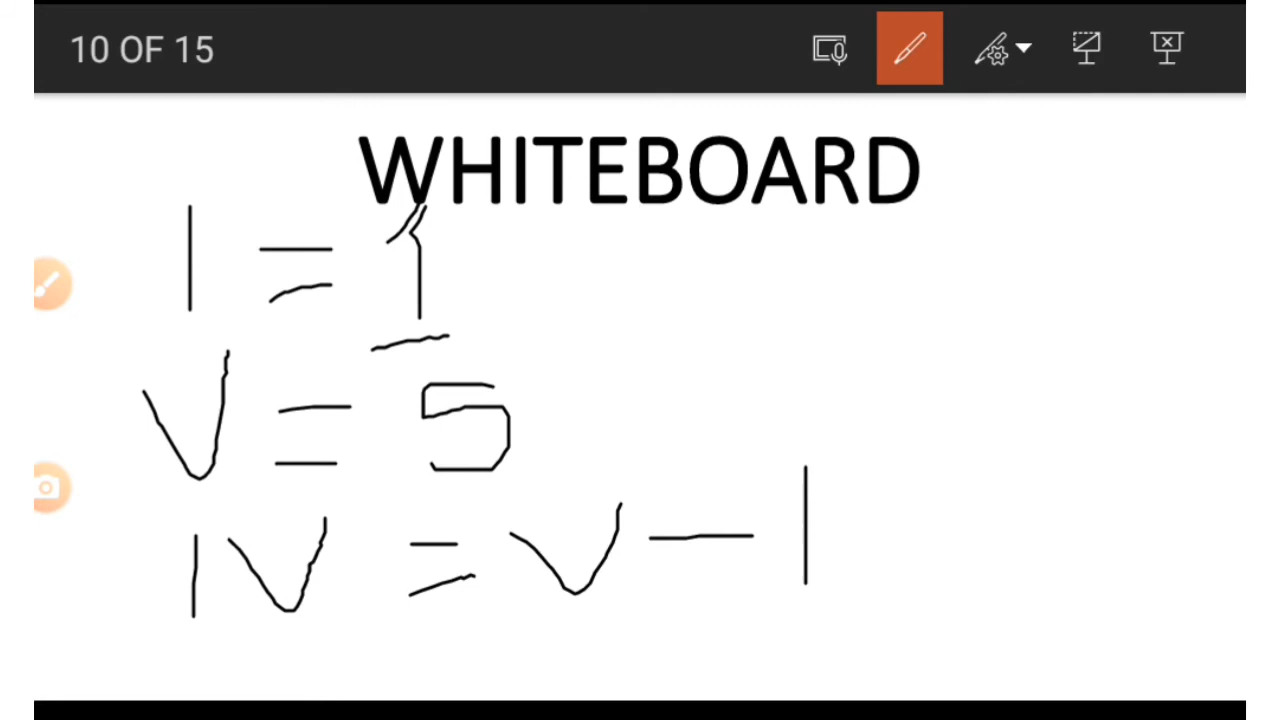 10 OF 15
WHITEBOARD
I = 1
V = 5
IV = V - I